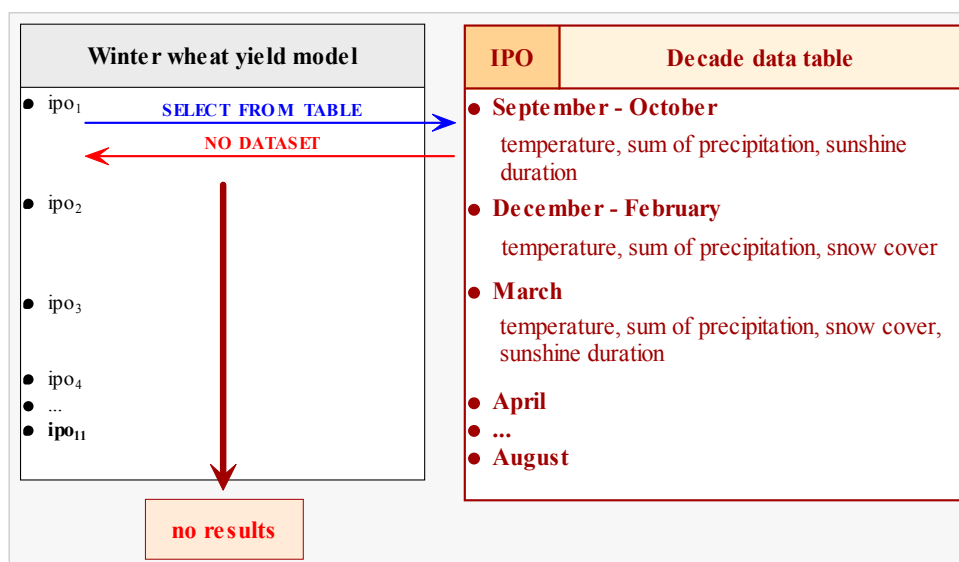 Winter wheat yield model
ipo1
SELECT FROM TABLE
NO DATASET
ipo2
ipo3
ipo4
...
ipo11
no results
IPO
Decade data table
September - October
temperature, sum of precipitation, sunshine
duration
December - February
temperature, sum of precipitation, snow cover
March
temperature, sum of precipitation, snow cover,
sunshine duration
April
...
August